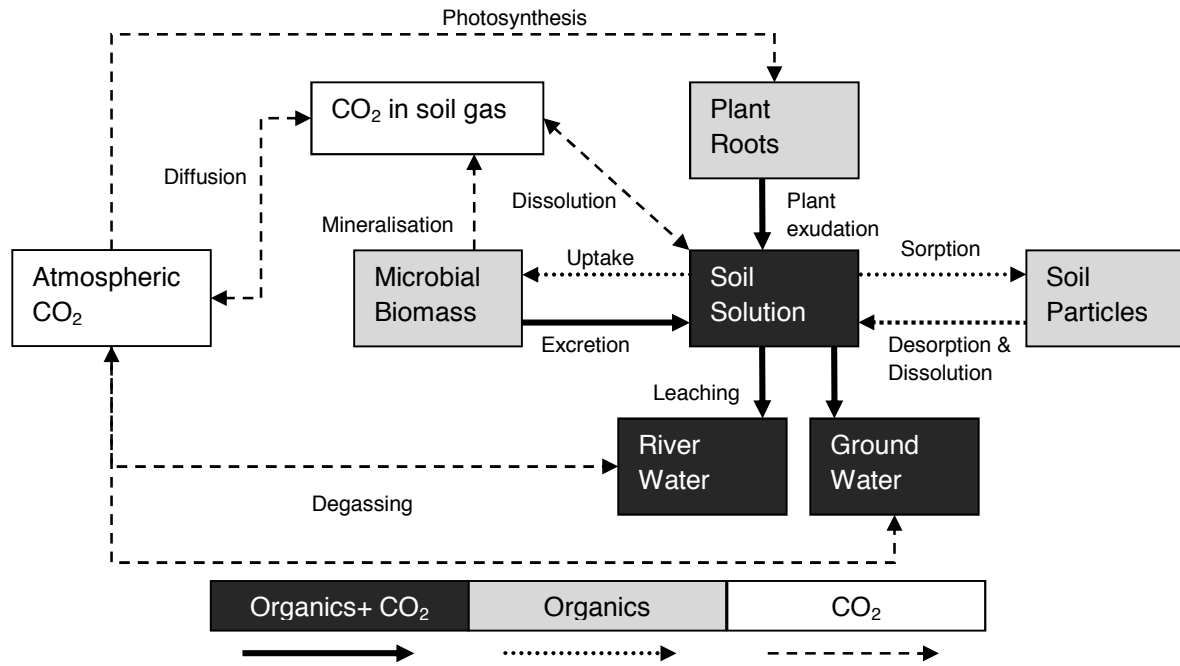 Photosynthesis
CO₂ in soil gas
Plant
Roots
Diffusion
Mineralisation
Dissolution
Plant
exudation
Atmospheric
CO₂
Microbial
Biomass
Uptake
Excretion
Soil
Solution
Sorption
Desorption &
Dissolution
Soil
Particles
Leaching
River
Water
Ground
Water
Degassing
Organics+ CO₂
Organics
CO₂